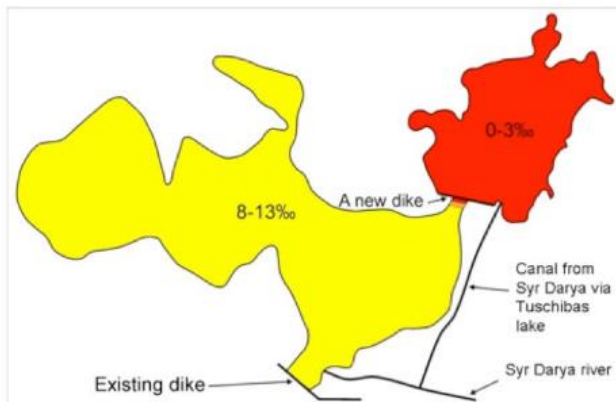 0-3‰
8-13‰
A new dike
Canal from
Syr Darya via
Tuschibas
lake
Syr Darya river
Existing dike